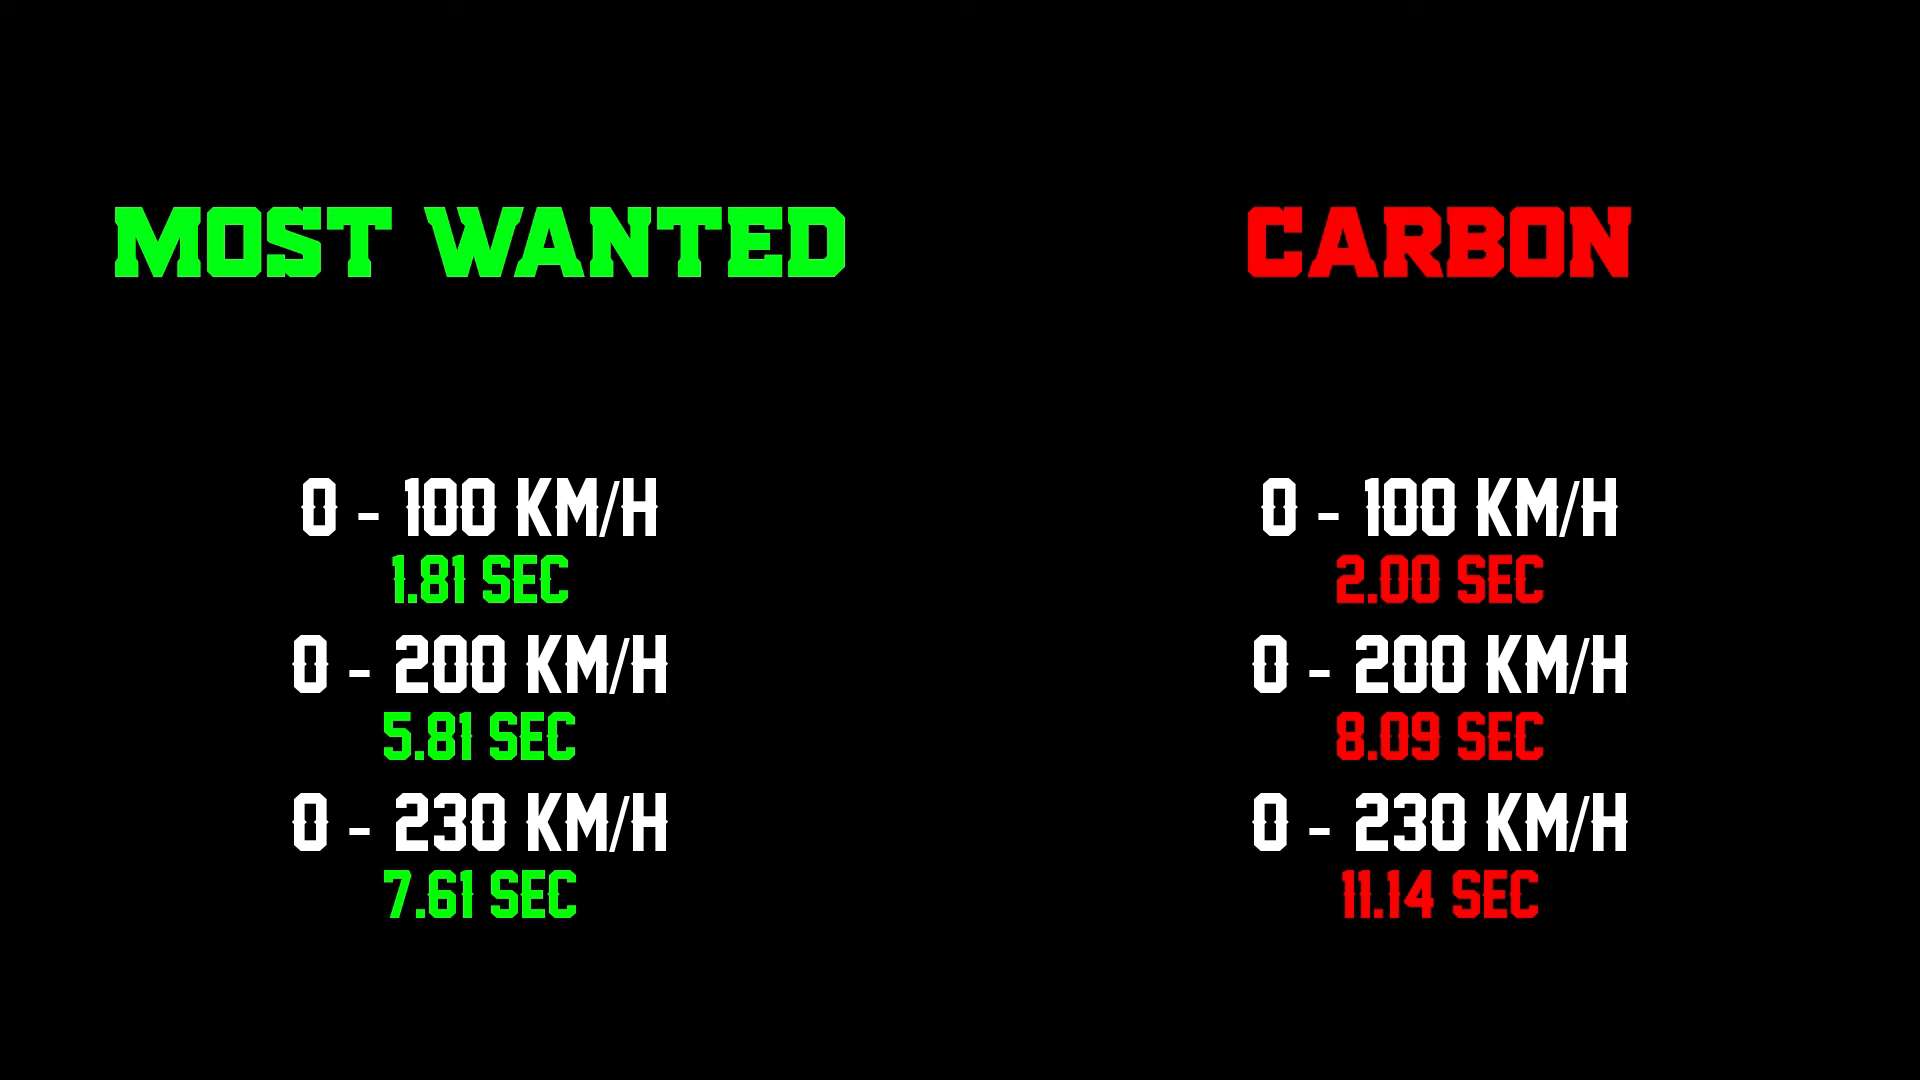 MOST WANTED
0 - 100 KM/H
1.81 SEC
0 - 200 KM/H
5.81 SEC
0 - 230 KM/H
7.61 SEC
CARBON
0 - 100 KM/H
2.00 SEC
0 - 200 KM/H
8.09 SEC
0 - 230 KM/H
11.14 SEC